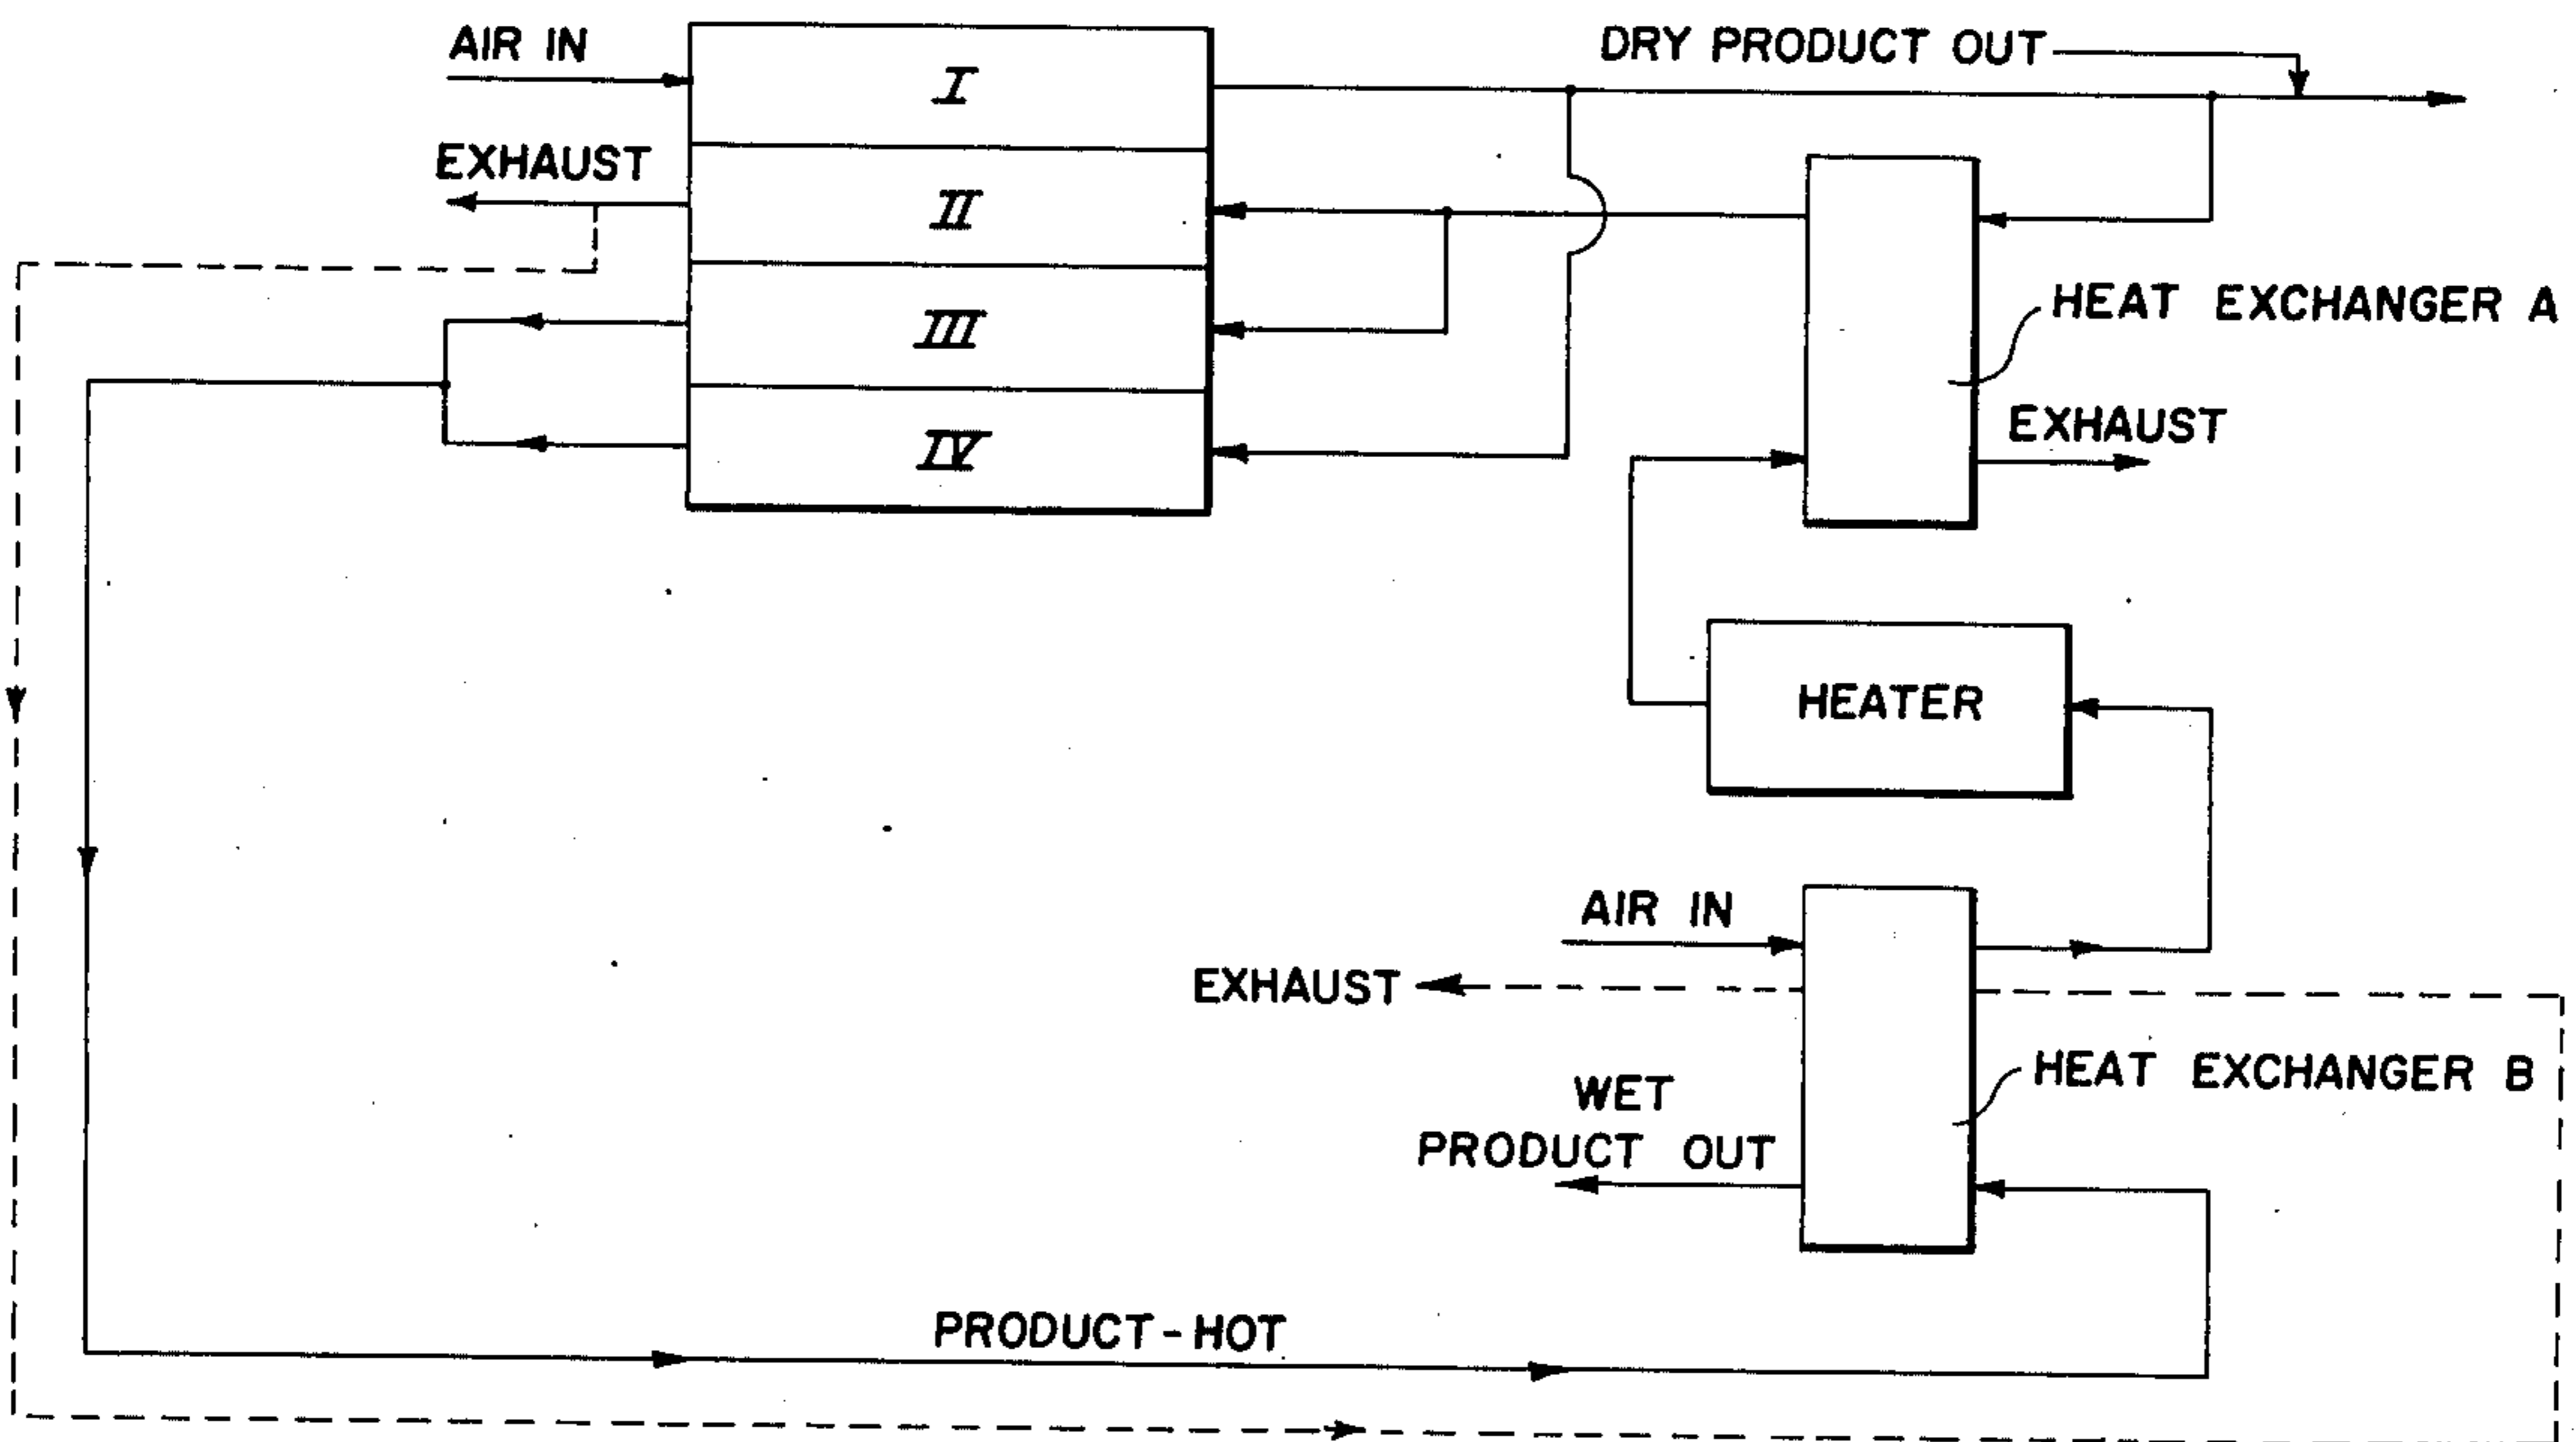 AIR IN
I
DRY PRODUCT OUT
EXHAUST
II
III
HEAT EXCHANGER A
EXHAUST
IV
HEATER
AIR IN
EXHAUST
HEAT EXCHANGER B
WET
PRODUCT OUT
PRODUCT-HOT